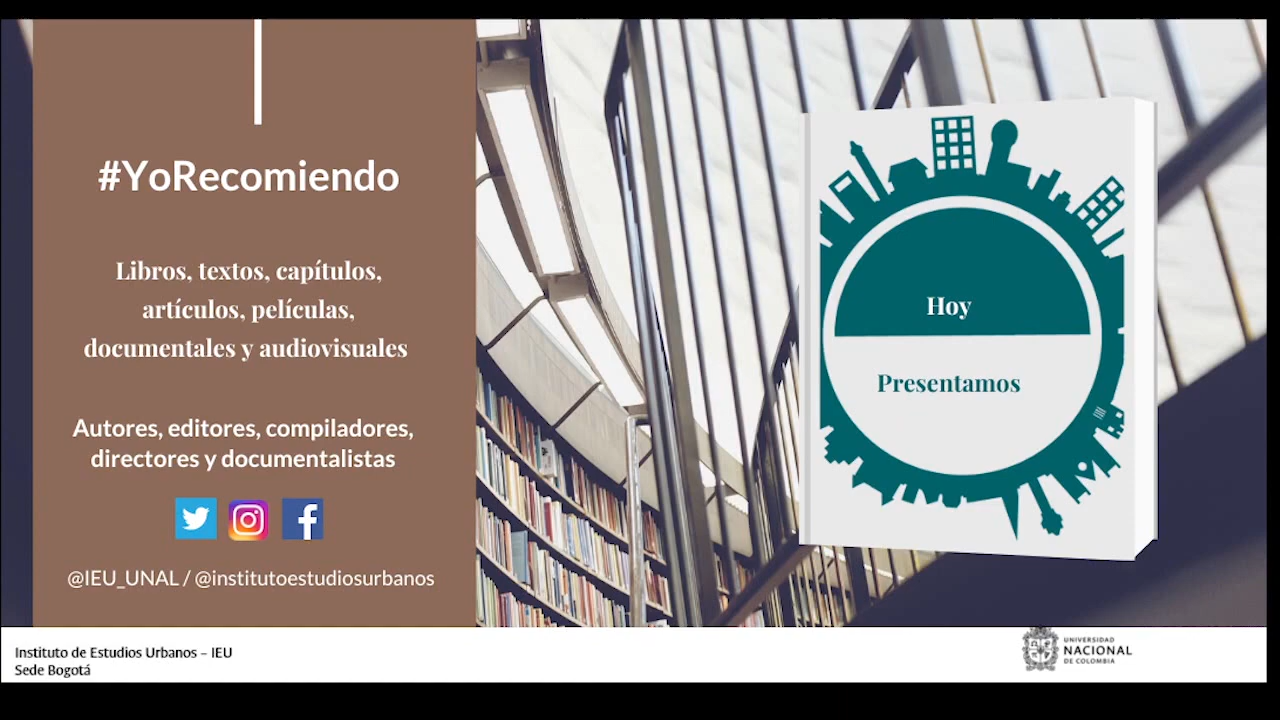 #YoRecomiendo
Libros, textos, capítulos,
artículos, películas,
documentales y audiovisuales
Autores, editores, compiladores,
directores y documentalistas
@IEU_UNAL / @institutoestudiosurbanos
Hoy
Presentamos
Instituto de Estudios Urbanos – IEU
Sede Bogotá
UNIVERSIDAD
NACIONAL
DE COLOMBIA